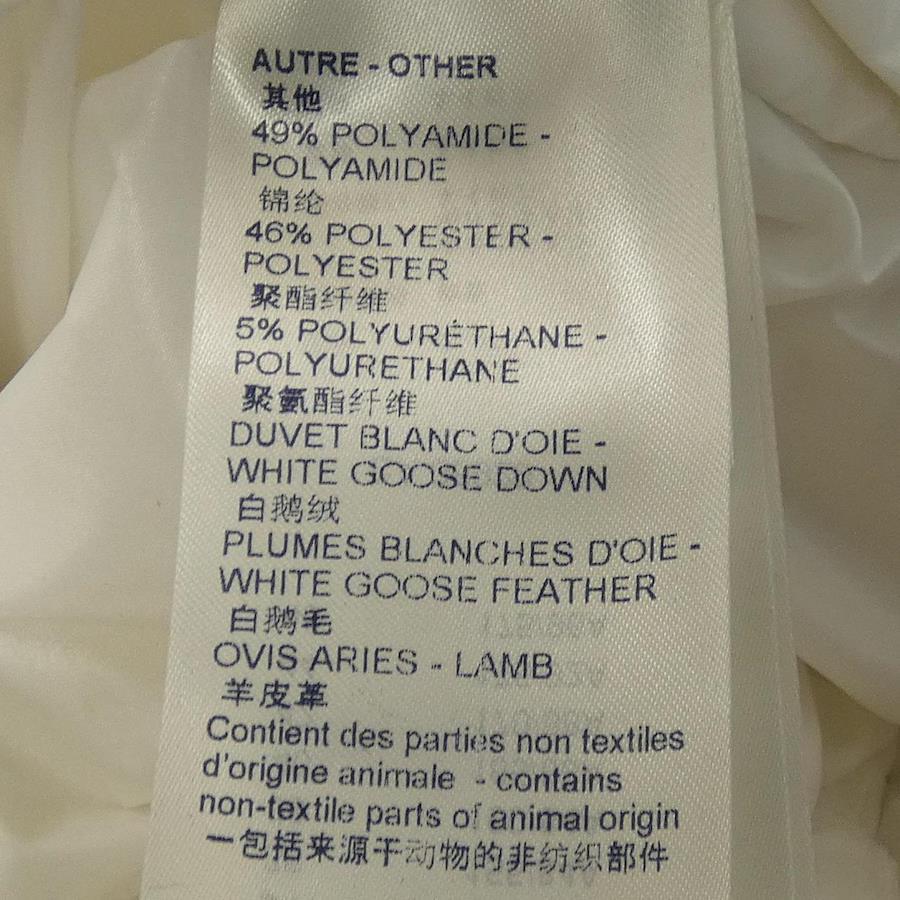 AUTRE - OTHER
其他
49% POLYAMIDE -
POLYAMIDE
锦纶
46% POLYESTER -
POLYESTER
聚酯纤维
5% POLYURÉTHANE -
POLYURETHANE
聚氨酯纤维
DUVET BLANC D'OIE -
WHITE GOOSE DOWN
白鹅绒
PLUMES BLANCHES D'OIE -
WHITE GOOSE FEATHER
白鹅毛
OVIS ARIES - LAMB
羊皮革
Contient des parties non textiles
d'origine animale - contains
non-textile parts of animal origin
一包括来源于动物的非纺织部件